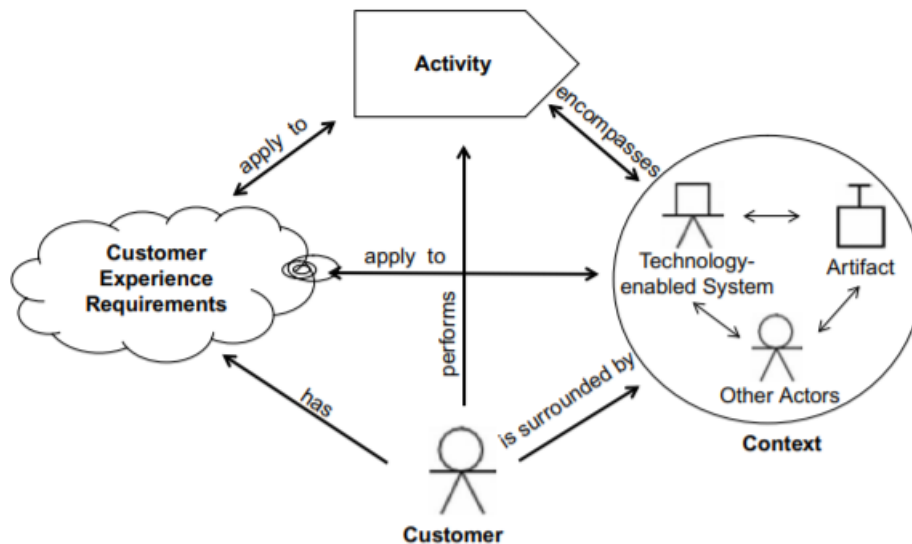 Activity
apply to
encompasses
Customer
Experience
Requirements
apply to
Technology-
enabled System
Artifact
performs
Other Actors
has
is surrounded by
Context
Customer